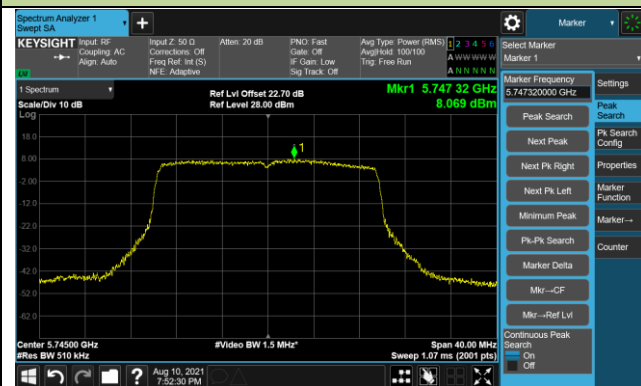 Spectrum Analyzer 1
Swept SA
+
Marker
KEYSIGHT
Input: RF
Coupling: AC
Align: Auto
Input Z: 50 Ω
Corrections: Off
Freq Ref: Int (S)
NFE: Adaptive
Atten: 20 dB
PNO: Fast
Gate: Off
IF Gain: Low
Sig Track: Off
Avg Type: Power (RMS)
Avg|Hold: 100/100
Trig: Free Run
1 2 3 4 5 6
A W W W W W
A N N N N N
LXI
Select Marker
Marker 1
1 Spectrum
Scale/Div 10 dB
Log
Ref Lvl Offset 22.70 dB
Ref Level 28.00 dBm
Mkr1 5.747 32 GHz
8.069 dBm
18.0
8.00
-2.00
-12.0
-22.0
-32.0
-42.0
-52.0
-62.0
1
Center 5.74500 GHz
#Res BW 510 kHz
#Video BW 1.5 MHz*
Span 40.00 MHz
Sweep 1.07 ms (2001 pts)
Marker Frequency
5.747320000 GHz
Peak Search
Next Peak
Next Pk Right
Next Pk Left
Minimum Peak
Pk-Pk Search
Marker Delta
Mkr→CF
Mkr→Ref Lvl
Continuous Peak
Search
On
Off
Settings
Peak
Search
Pk Search
Config
Properties
Marker
Function
Marker→
Counter
?
Aug 10, 2021
7:52:30 PM